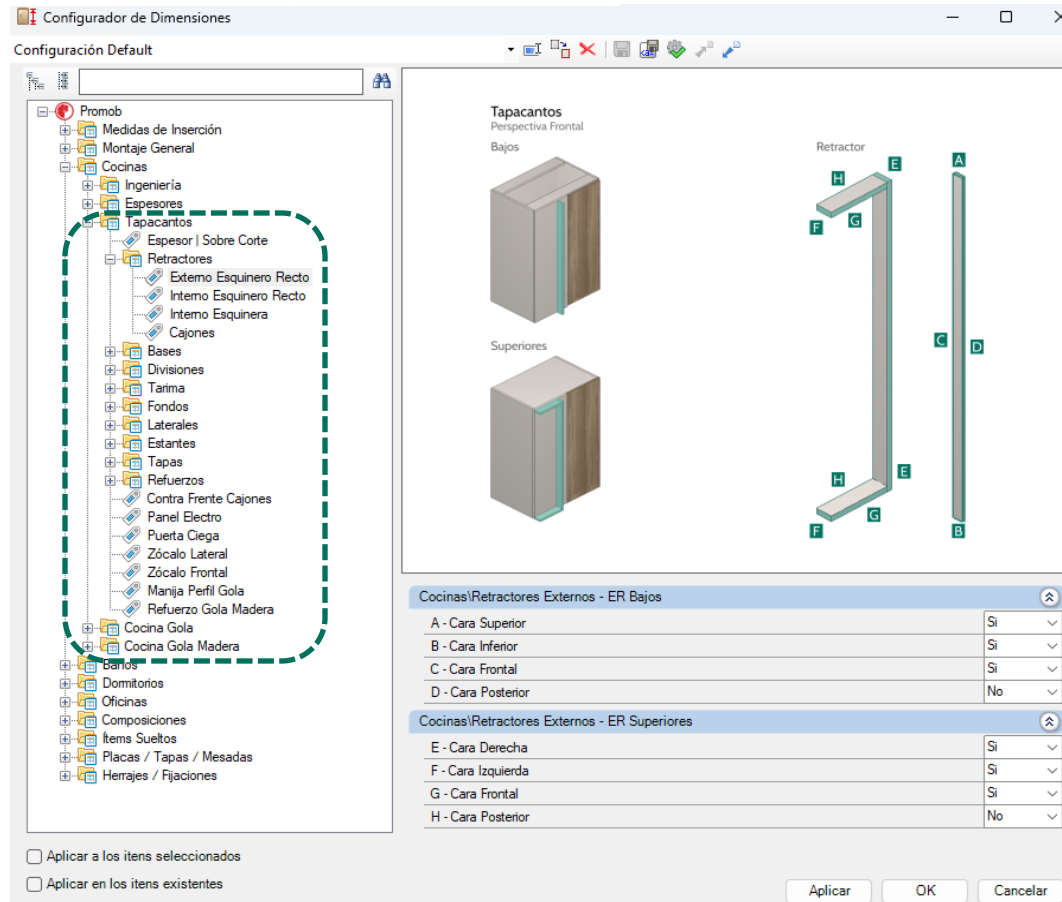 Configurador de Dimensiones
Configuración Default
Promob
Medidas de Inserción
Montaje General
Cocinas
Ingeniería
Espesores
Tapacantos
Espesor | Sobre Corte
Retractores
Externo Esquinero Recto
Interno Esquinero Recto
Interno Esquinera
Cajones
Bases
Divisiones
Tarima
Fondos
Laterales
Estantes
Tapas
Refuerzos
Contra Frente Cajones
Panel Electro
Puerta Ciega
Zócalo Lateral
Zócalo Frontal
Manija Perfil Gola
Refuerzo Gola Madera
Cocina Gola
Cocina Gola Madera
Baños
Dormitorios
Oficinas
Composiciones
Ítems Sueltos
Placas / Tapas / Mesadas
Herrajes / Fijaciones
Tapacantos
Perspectiva Frontal
Bajos
Superiores
Retractor
E
A
H
F
G
C
D
H
E
F
G
B
Cocinas\Retractores Externos - ER Bajos
A - Cara Superior Si
B - Cara Inferior Si
C - Cara Frontal Si
D - Cara Posterior No
Cocinas\Retractores Externos - ER Superiores
E - Cara Derecha Si
F - Cara Izquierda Si
G - Cara Frontal Si
H - Cara Posterior No
Aplicar a los itens seleccionados
Aplicar en los itens existentes
Aplicar OK Cancelar